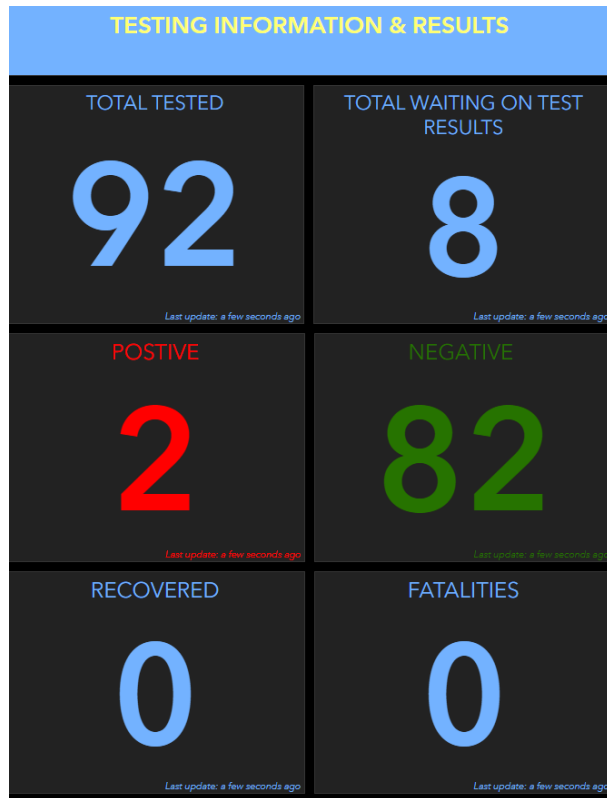 TESTING INFORMATION & RESULTS
TOTAL TESTED
92
Last update: a few seconds ago
TOTAL WAITING ON TEST
RESULTS
8
Last update: a few seconds ago
POSTIVE
2
Last update: a few seconds ago
NEGATIVE
82
Last update: a few seconds ago
RECOVERED
0
Last update: a few seconds ago
FATALITIES
0
Last update: a few seconds ago